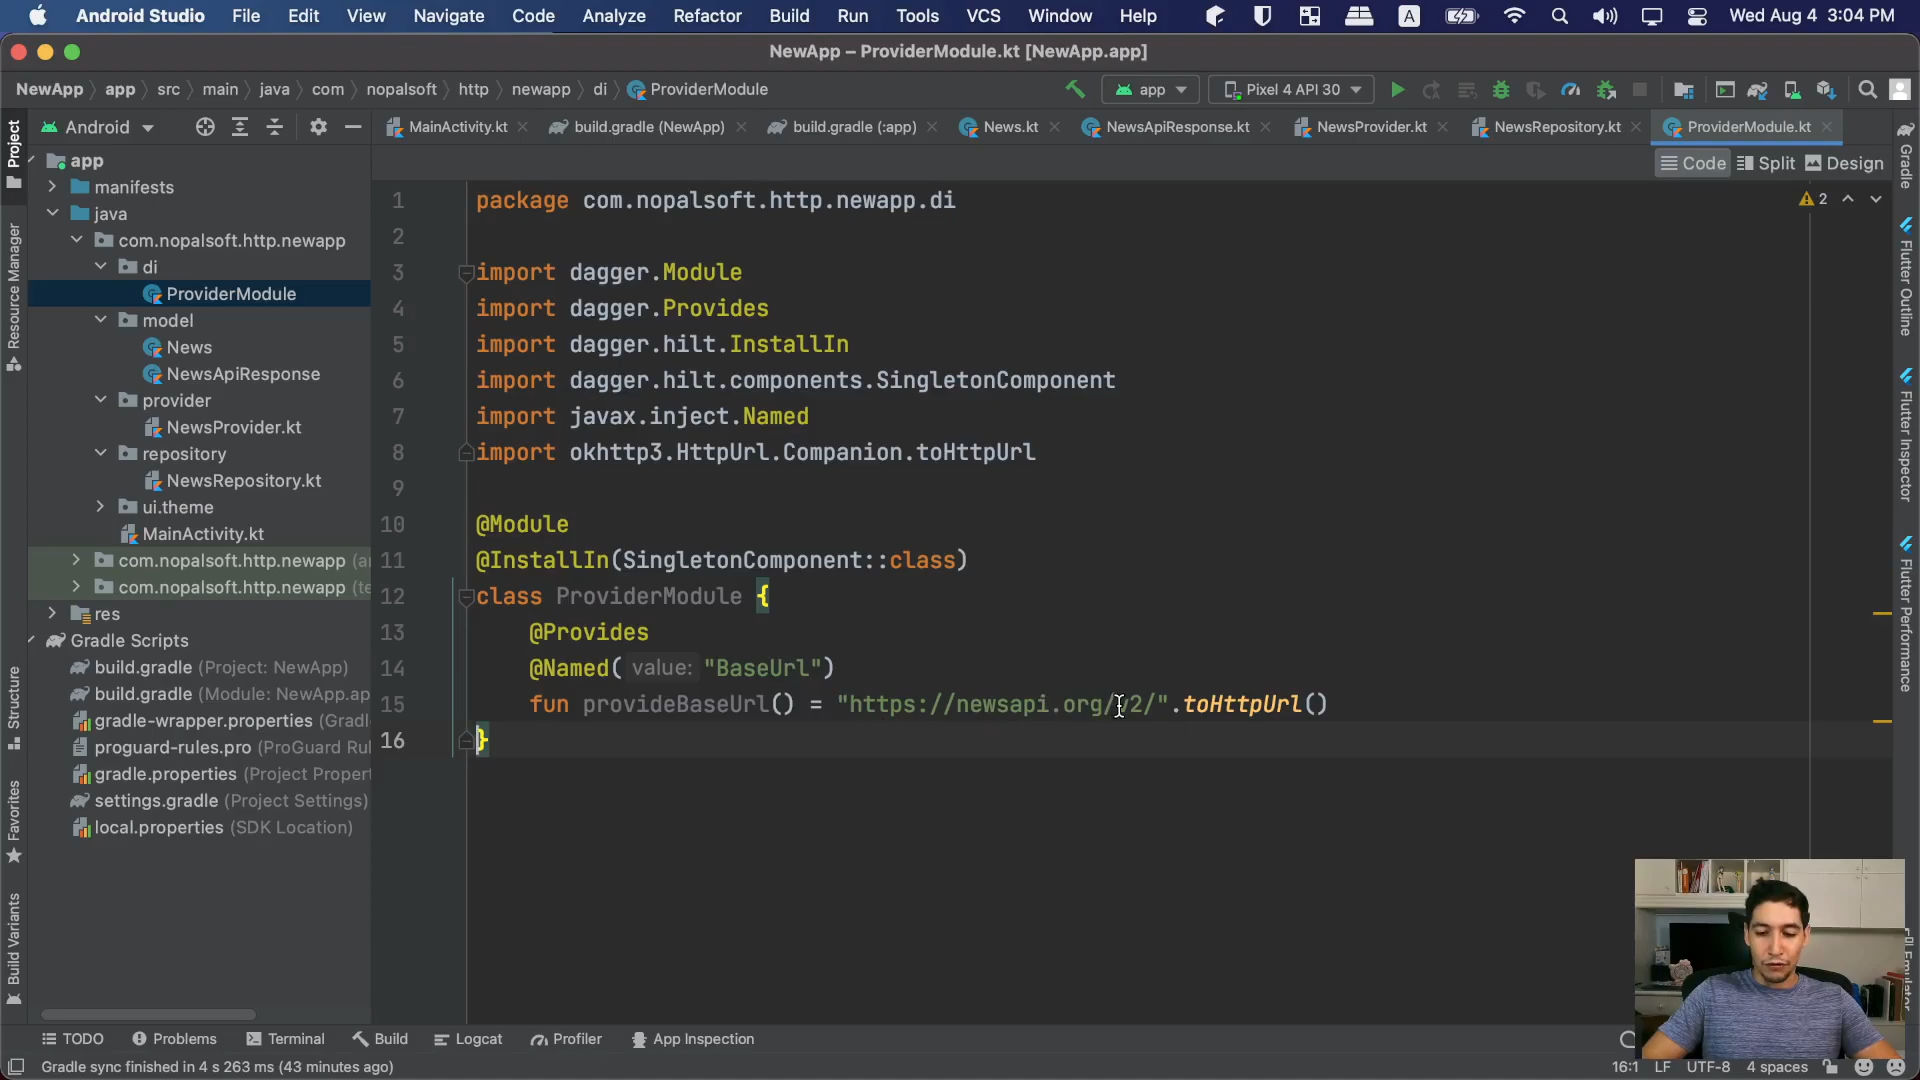 Android Studio File Edit View Navigate Code Analyze Refactor Build Run Tools VCS Window Help A Wed Aug 4 3:04 PM
NewApp – ProviderModule.kt [NewApp.app]
NewApp app src main java com nopalsoft http newapp di ProviderModule app Pixel 4 API 30
Android MainActivity.kt build.gradle (NewApp) build.gradle (:app) News.kt NewsApiResponse.kt NewsProvider.kt NewsRepository.kt ProviderModule.kt
Code Split Design
Project
Resource Manager
Structure
Favorites
Build Variants
app
manifests
java
com.nopalsoft.http.newapp
di
ProviderModule
model
News
NewsApiResponse
provider
NewsProvider.kt
repository
NewsRepository.kt
ui.theme
MainActivity.kt
com.nopalsoft.http.newapp (a
com.nopalsoft.http.newapp (te
res
Gradle Scripts
build.gradle (Project: NewApp)
build.gradle (Module: NewApp.ap
gradle-wrapper.properties (Gradl
proguard-rules.pro (ProGuard Rul
gradle.properties (Project Propert
settings.gradle (Project Settings)
local.properties (SDK Location)
1 package com.nopalsoft.http.newapp.di
2
3 import dagger.Module
4 import dagger.Provides
5 import dagger.hilt.InstallIn
6 import dagger.hilt.components.SingletonComponent
7 import javax.inject.Named
8 import okhttp3.HttpUrl.Companion.toHttpUrl
9
10 @Module
11 @InstallIn(SingletonComponent::class)
12 class ProviderModule {
13 @Provides
14 @Named( value: "BaseUrl")
15 fun provideBaseUrl() = "https://newsapi.org/v2/".toHttpUrl()
16 }
2
Gradle
Flutter Outline
Flutter Inspector
Flutter Performance
Emulator
TODO Problems Terminal Build Logcat Profiler App Inspection
Gradle sync finished in 4 s 263 ms (43 minutes ago) 16:1 LF UTF-8 4 spaces